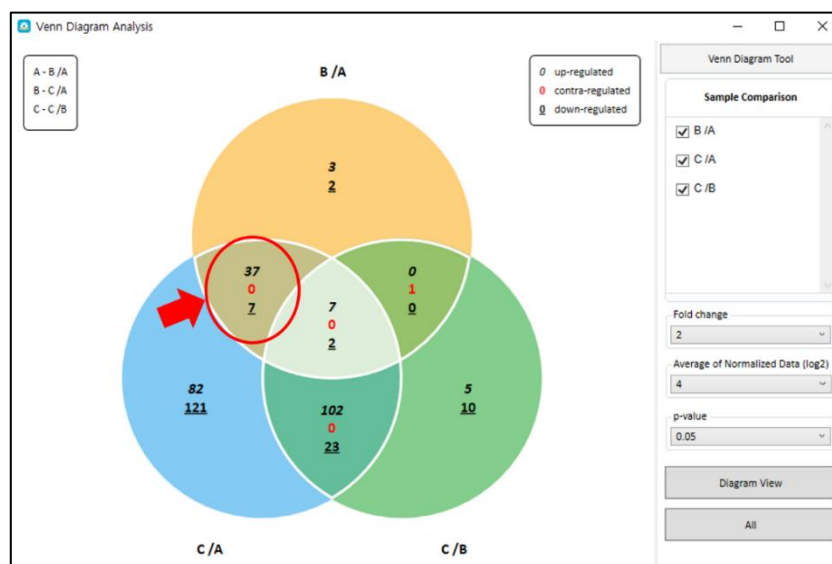 Venn Diagram Analysis
A - B /A
B - C /A
C - C /B
B /A
0 up-regulated
0 contra-regulated
0 down-regulated
3
2
37
0
7
0
1
0
7
0
2
82
121
102
0
23
5
10
C /A
C /B
Venn Diagram Tool
Sample Comparison
B /A
C /A
C /B
Fold change
2
Average of Normalized Data (log2)
4
p-value
0.05
Diagram View
All